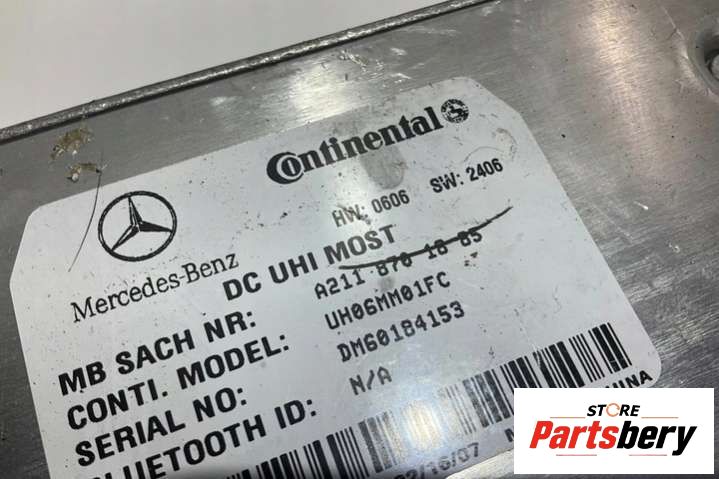 Continental
HW: 0606 SW: 2406
Mercedes-Benz
DC UHI MOST
MB SACH NR: A211 870 18 85
CONTI. MODEL: UH06MM01FC
SERIAL NO: DM60184153
BLUETOOTH ID: N/A
STORE
Partsbery